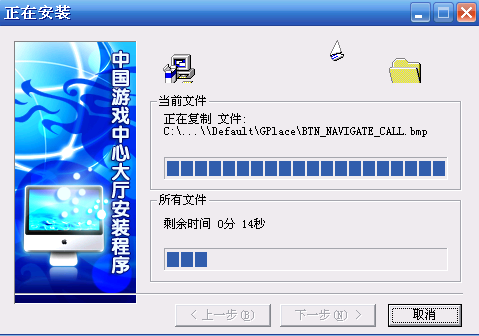 正在安装
中国游戏中心大厅安装程序
当前文件
正在复制 文件:
C:\...\\Default\GPlace\BTN_NAVIGATE_CALL.bmp
所有文件
剩余时间 0分 14秒
< 上一步(B)
下一步(N) >
取消